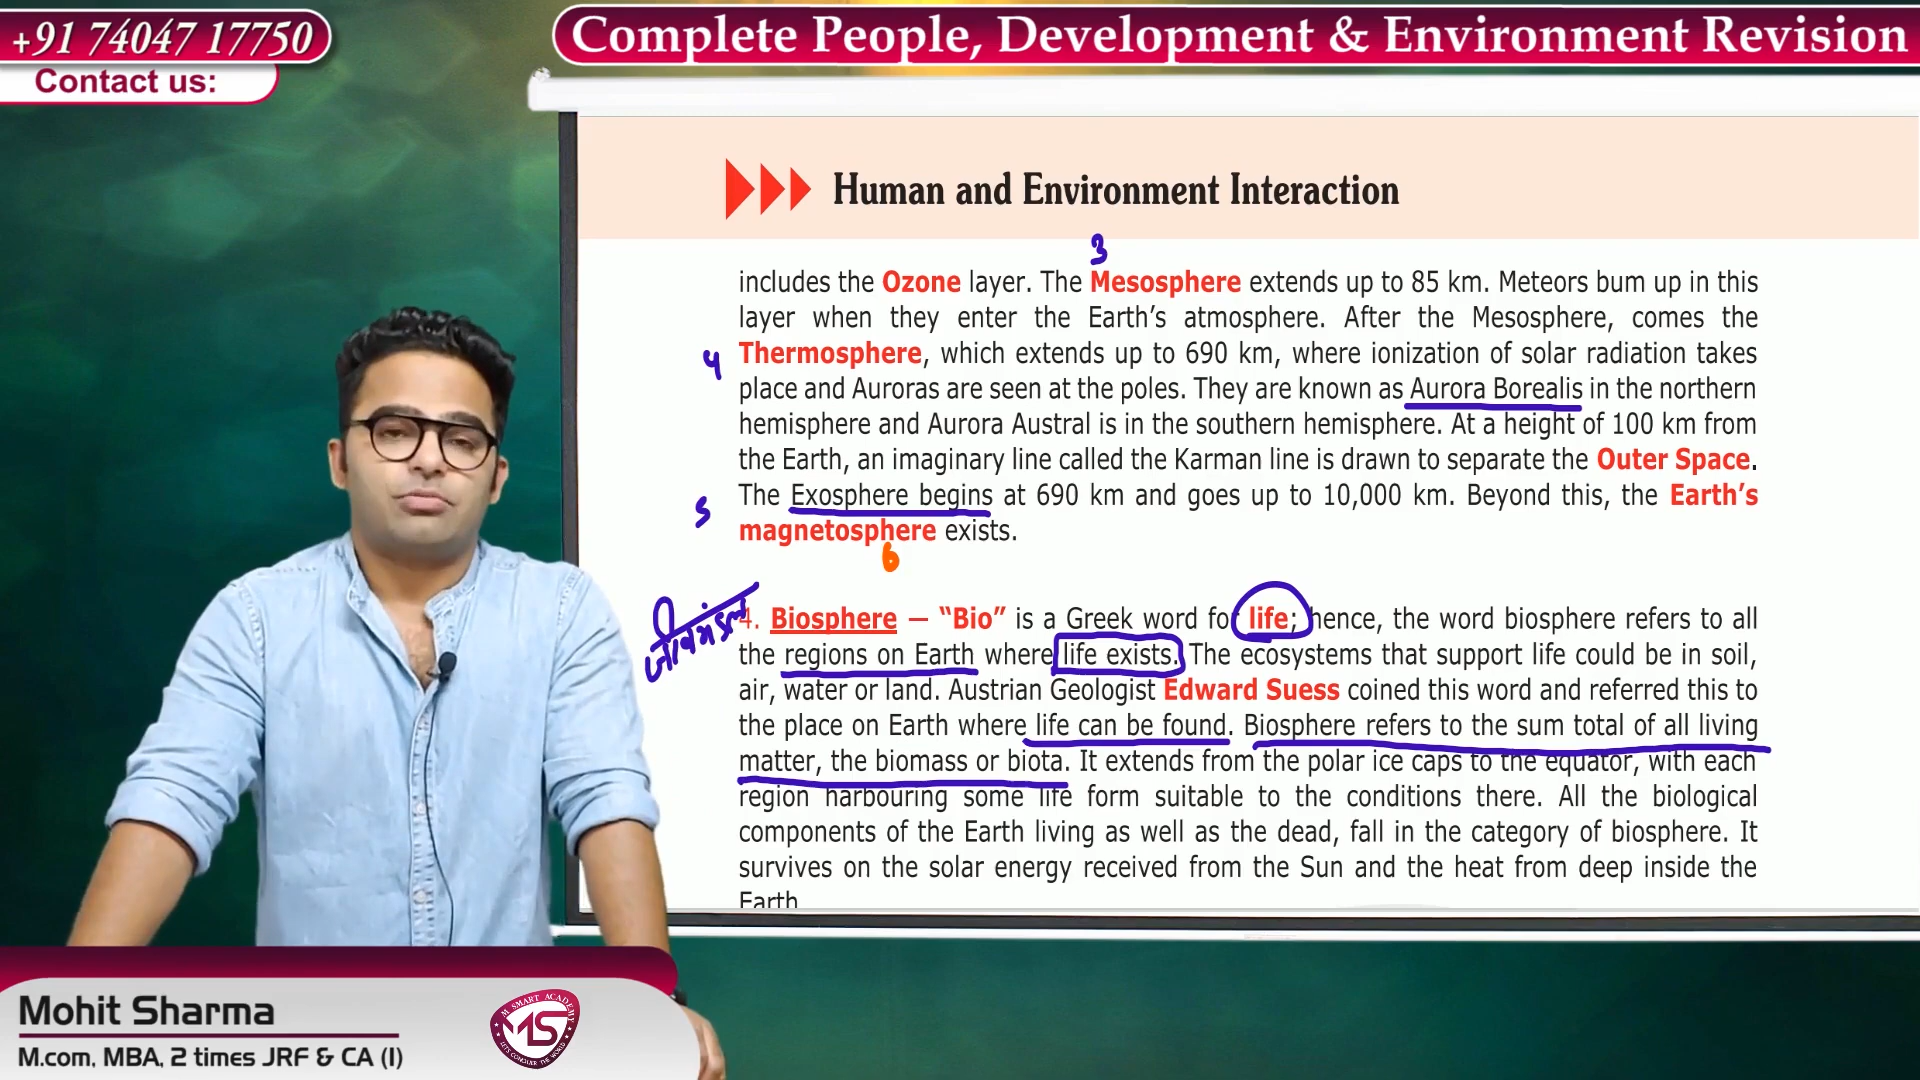 +91 74047 17750
Contact us:
Complete People, Development & Environment Revision
Human and Environment Interaction
3
includes the Ozone layer. The Mesosphere extends up to 85 km. Meteors bum up in this
layer when they enter the Earth's atmosphere. After the Mesosphere, comes the
4 Thermosphere, which extends up to 690 km, where ionization of solar radiation takes
place and Auroras are seen at the poles. They are known as Aurora Borealis in the northern
hemisphere and Aurora Austral is in the southern hemisphere. At a height of 100 km from
the Earth, an imaginary line called the Karman line is drawn to separate the Outer Space.
5 The Exosphere begins at 690 km and goes up to 10,000 km. Beyond this, the Earth's
magnetosphere exists.
6
4. Biosphere – “Bio” is a Greek word for life; hence, the word biosphere refers to all
the regions on Earth where life exists. The ecosystems that support life could be in soil,
air, water or land. Austrian Geologist Edward Suess coined this word and referred this to
the place on Earth where life can be found. Biosphere refers to the sum total of all living
matter, the biomass or biota. It extends from the polar ice caps to the equator, with each
region harbouring some life form suitable to the conditions there. All the biological
components of the Earth living as well as the dead, fall in the category of biosphere. It
survives on the solar energy received from the Sun and the heat from deep inside the
Earth
Mohit Sharma
M.com, MBA, 2 times JRF & CA (I)
M SMART ACADEMY
MS
LETS CONQUER THE WORLD